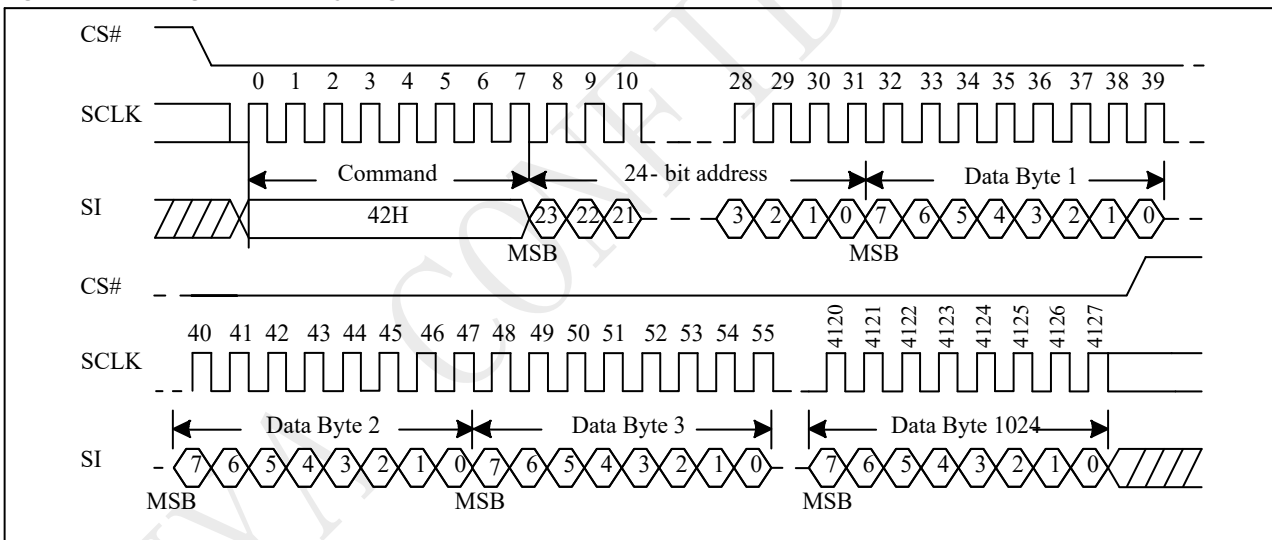 CS#
0 1 2 3 4 5 6 7 8 9 10 28 29 30 31 32 33 34 35 36 37 38 39
SCLK
Command 24- bit address Data Byte 1
SI 42H 23 22 21 3 2 1 0 7 6 5 4 3 2 1 0
MSB MSB
CS#
40 41 42 43 44 45 46 47 48 49 50 51 52 53 54 55 4120 4121 4122 4123 4124 4125 4126 4127
SCLK
Data Byte 2 Data Byte 3 Data Byte 1024
SI 7 6 5 4 3 2 1 0 7 6 5 4 3 2 1 0 7 6 5 4 3 2 1 0
MSB MSB MSB